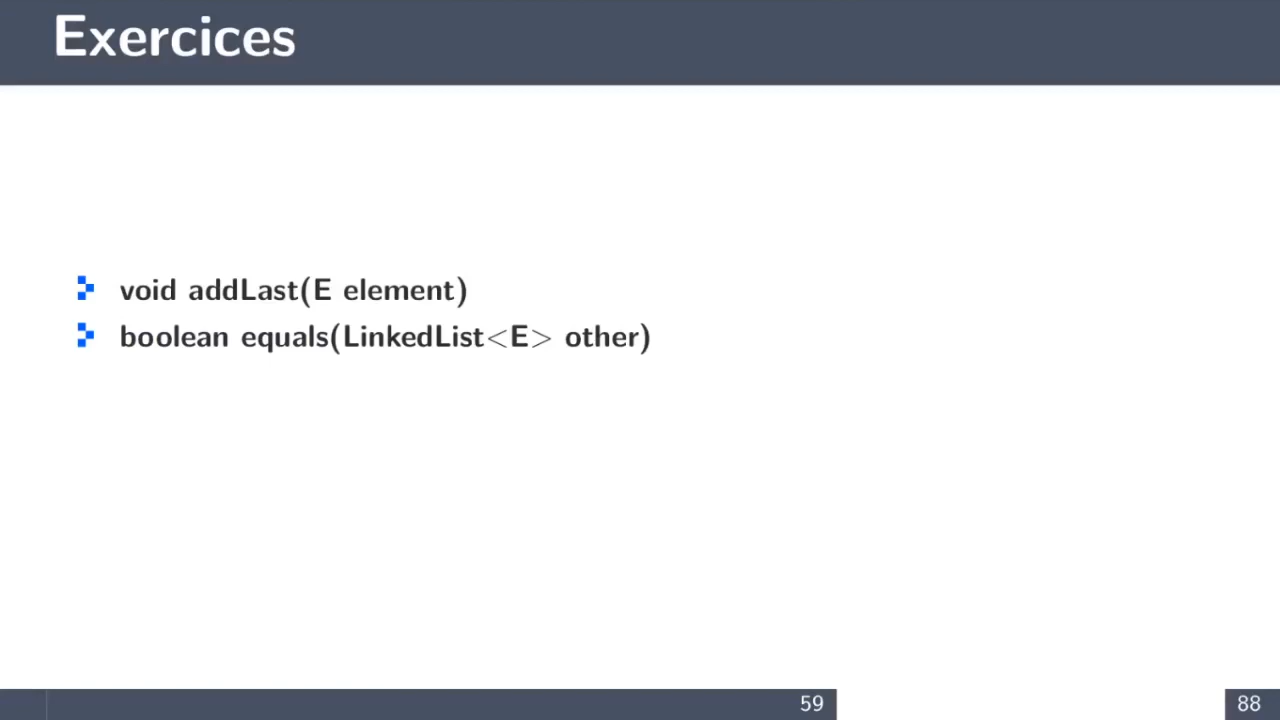 Exercices
void addLast(E element)
boolean equals(LinkedList<E> other)
59
88